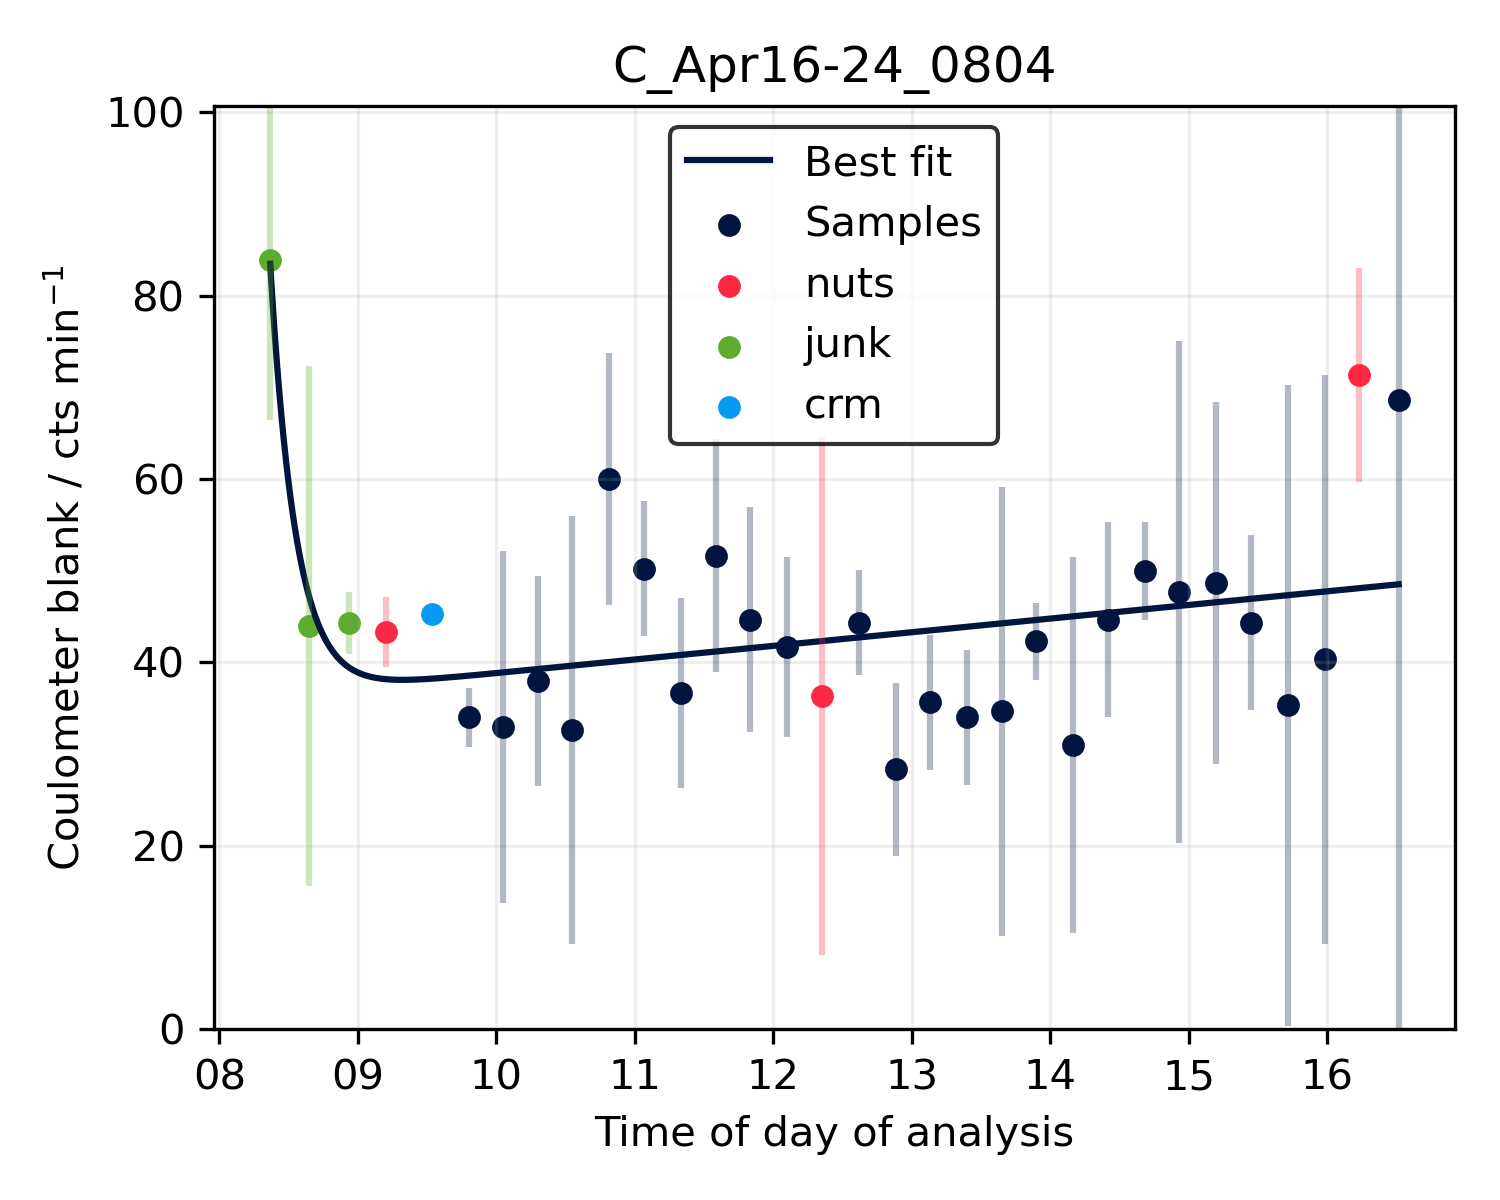 C_Apr16-24_0804
Coulometer blank / cts min⁻¹
100
80
60
40
20
0
Best fit
Samples
nuts
junk
crm
08 09 10 11 12 13 14 15 16
Time of day of analysis